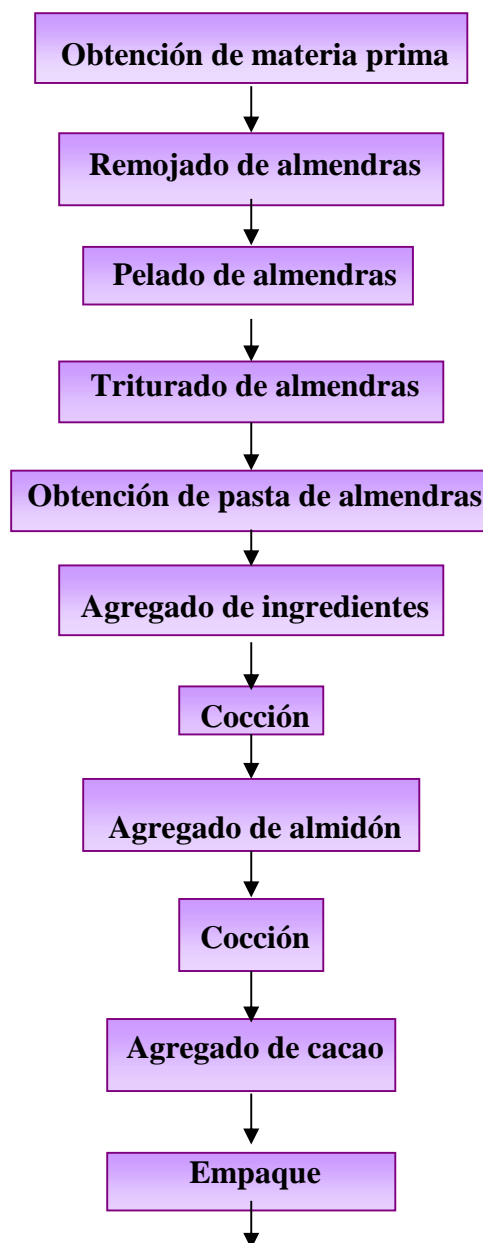 Obtención de materia prima
Remojado de almendras
Pelado de almendras
Triturado de almendras
Obtención de pasta de almendras
Agregado de ingredientes
Cocción
Agregado de almidón
Cocción
Agregado de cacao
Empaque